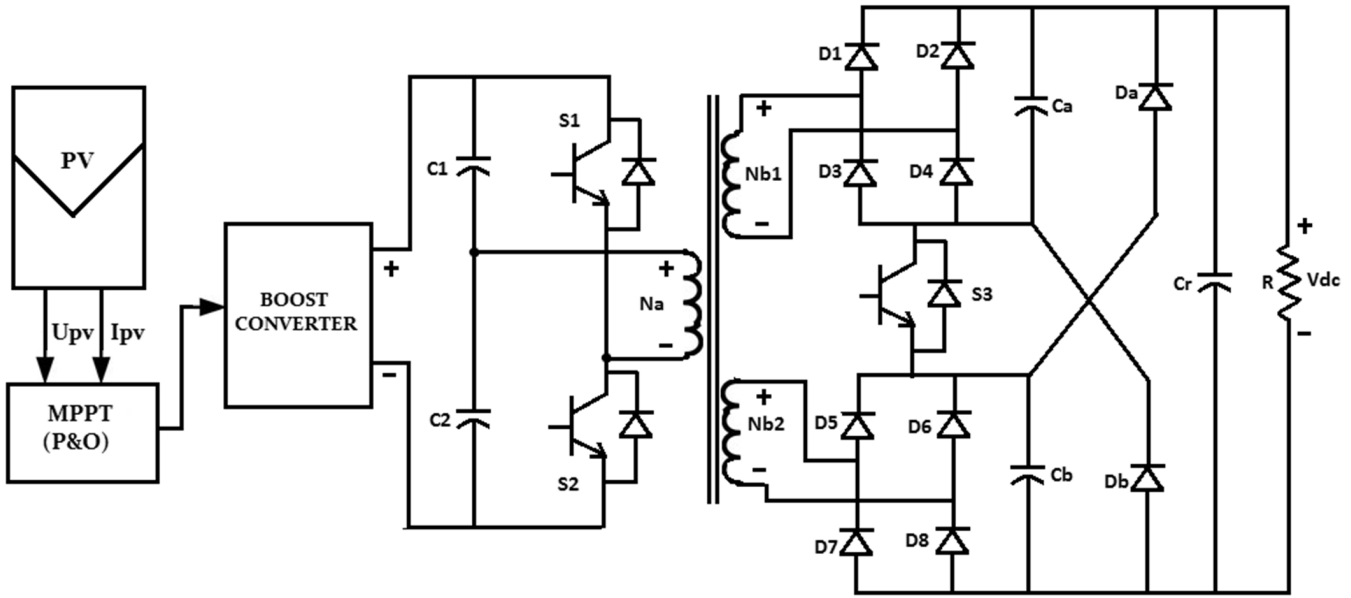 PV
Upv
Ipv
MPPT
(P&O)
BOOST
CONVERTER
+
-
C1
C2
S1
S2
+
Na
-
+
Nb1
-
+
Nb2
-
D1
D2
D3
D4
S3
D5
D6
D7
D8
Ca
Da
Cb
Db
Cr
R
+
Vdc
-